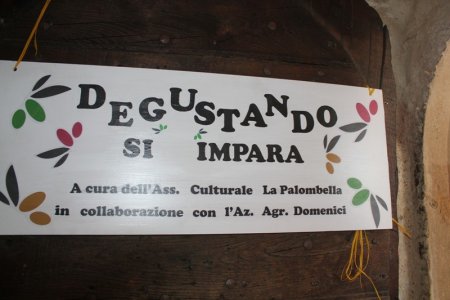 DEGUSTANDO
SI IMPARA
A cura dell'Ass. Culturale La Palombella
in collaborazione con l'Az. Agr. Domenici